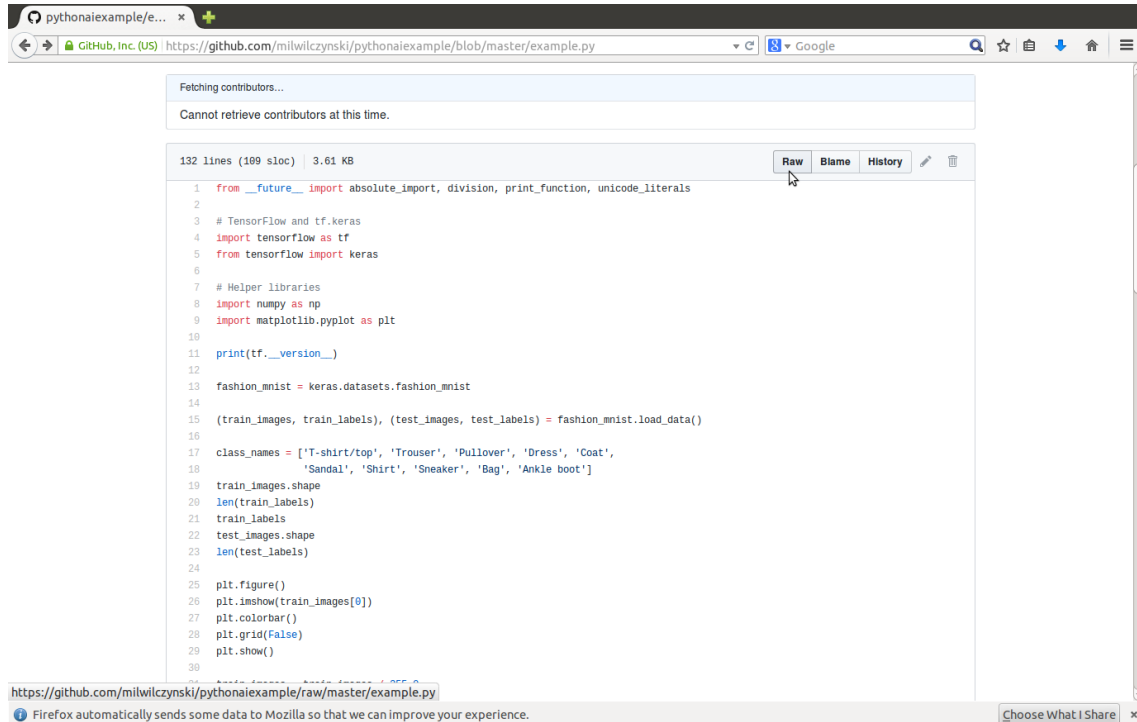 pythonaiexample/e... ×
GitHub, Inc. (US) https://github.com/milwilczynski/pythonaiexample/blob/master/example.py Google
Fetching contributors…
Cannot retrieve contributors at this time.
132 lines (109 sloc) 3.61 KB Raw Blame History
1 from __future__ import absolute_import, division, print_function, unicode_literals
2
3 # TensorFlow and tf.keras
4 import tensorflow as tf
5 from tensorflow import keras
6
7 # Helper libraries
8 import numpy as np
9 import matplotlib.pyplot as plt
10
11 print(tf.__version__)
12
13 fashion_mnist = keras.datasets.fashion_mnist
14
15 (train_images, train_labels), (test_images, test_labels) = fashion_mnist.load_data()
16
17 class_names = ['T-shirt/top', 'Trouser', 'Pullover', 'Dress', 'Coat',
18 'Sandal', 'Shirt', 'Sneaker', 'Bag', 'Ankle boot']
19 train_images.shape
20 len(train_labels)
21 train_labels
22 test_images.shape
23 len(test_labels)
24
25 plt.figure()
26 plt.imshow(train_images[0])
27 plt.colorbar()
28 plt.grid(False)
29 plt.show()
30
https://github.com/milwilczynski/pythonaiexample/raw/master/example.py
Firefox automatically sends some data to Mozilla so that we can improve your experience. Choose What I Share ×